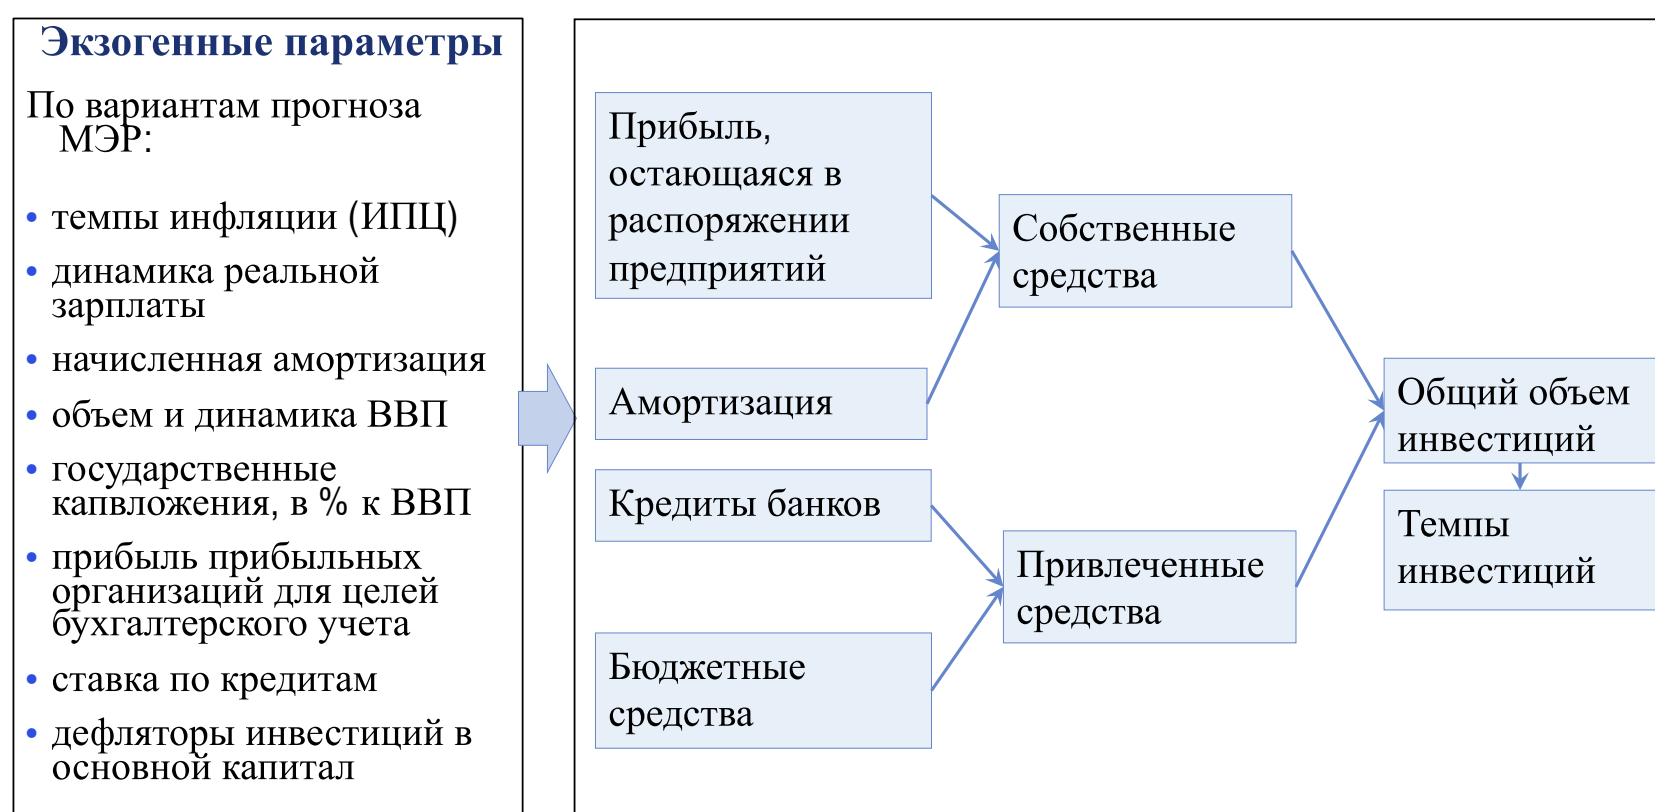 Экзогенные параметры
По вариантам прогноза
МЭР:
• темпы инфляции (ИПЦ)
• динамика реальной
зарплаты
• начисленная амортизация
• объем и динамика ВВП
• государственные
капвложения, в % к ВВП
• прибыль прибыльных
организаций для целей
бухгалтерского учета
• ставка по кредитам
• дефляторы инвестиций в
основной капитал
Прибыль,
остающаяся в
распоряжении
предприятий
Амортизация
Кредиты банков
Бюджетные
средства
Собственные
средства
Привлеченные
средства
Общий объем
инвестиций
Темпы
инвестиций